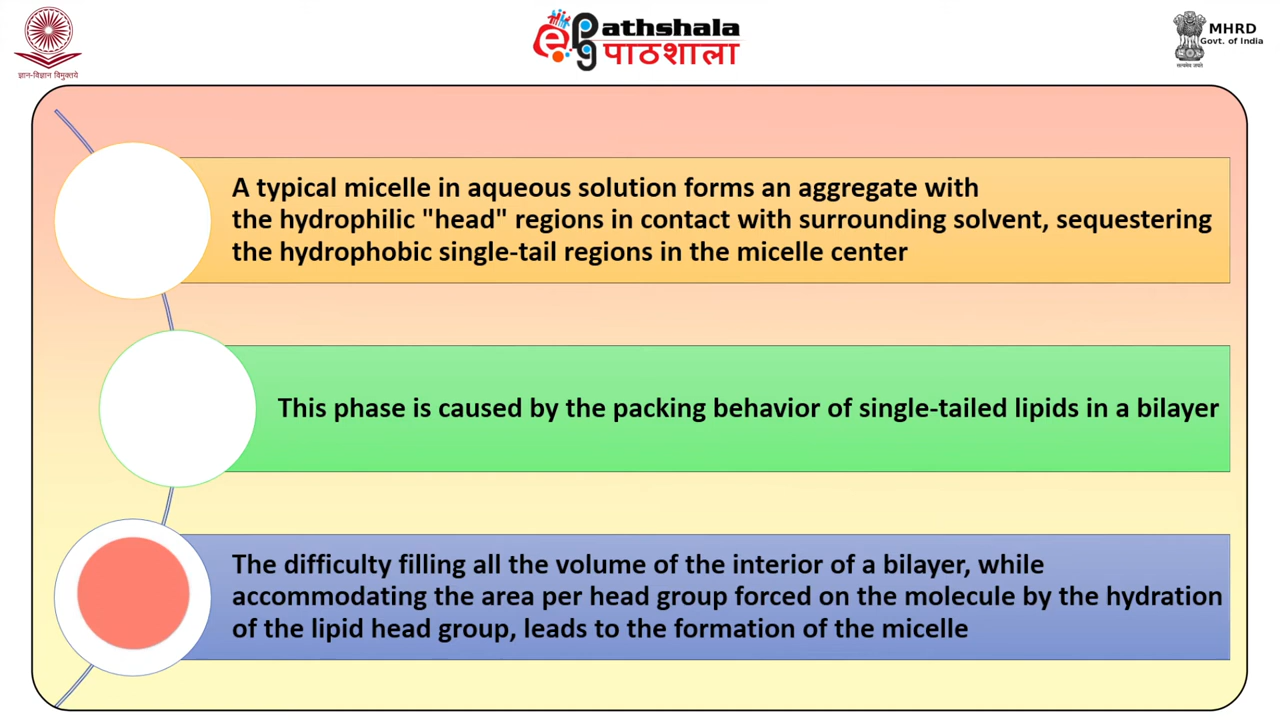 ज्ञान-विज्ञान विमुक्तये
ePathshala
पाठशाला
MHRD
Govt. of India
सत्यमेव जयते
A typical micelle in aqueous solution forms an aggregate with
the hydrophilic "head" regions in contact with surrounding solvent, sequestering
the hydrophobic single-tail regions in the micelle center
This phase is caused by the packing behavior of single-tailed lipids in a bilayer
The difficulty filling all the volume of the interior of a bilayer, while
accommodating the area per head group forced on the molecule by the hydration
of the lipid head group, leads to the formation of the micelle